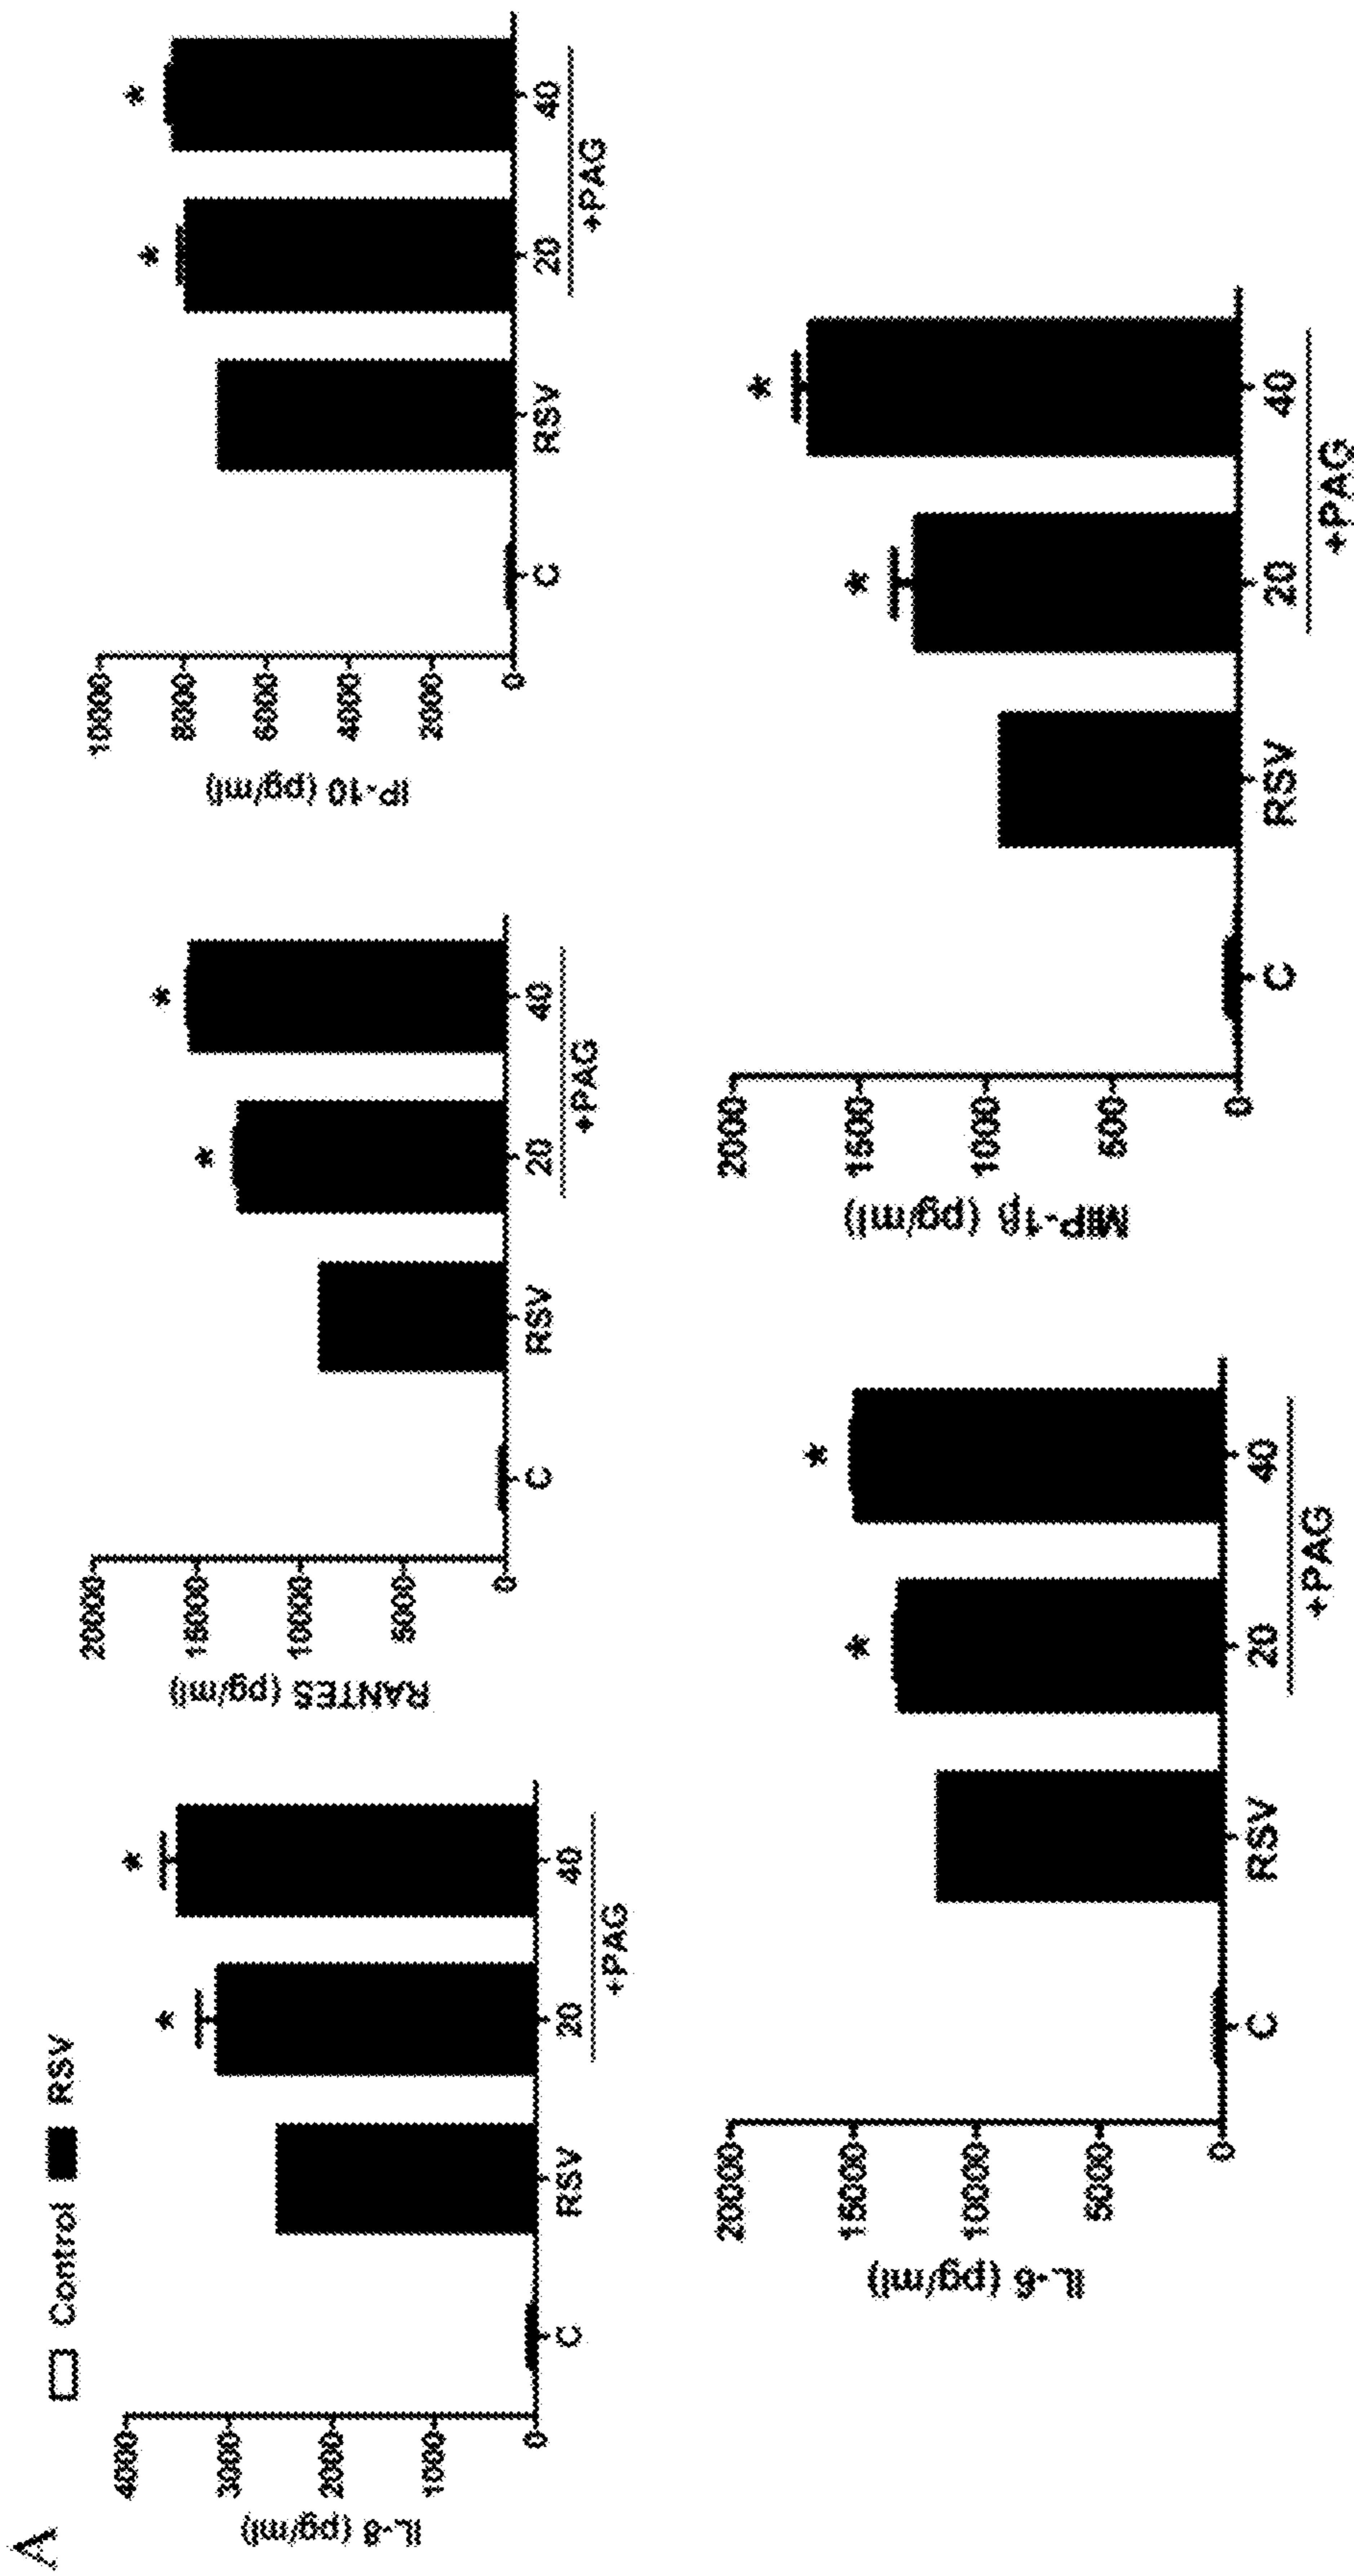 A
Control RSV
IL-8 (pg/ml)
4000
3000
2000
1000
0
C RSV 20 40
+PAG
RANTES (pg/ml)
20000
15000
10000
5000
0
C RSV 20 40
+PAG
IP-10 (pg/ml)
10000
8000
6000
4000
2000
0
C RSV 20 40
+PAG
IL-6 (pg/ml)
20000
15000
10000
5000
0
C RSV 20 40
+PAG
MIP-1β (pg/ml)
2000
1500
1000
500
0
C RSV 20 40
+PAG